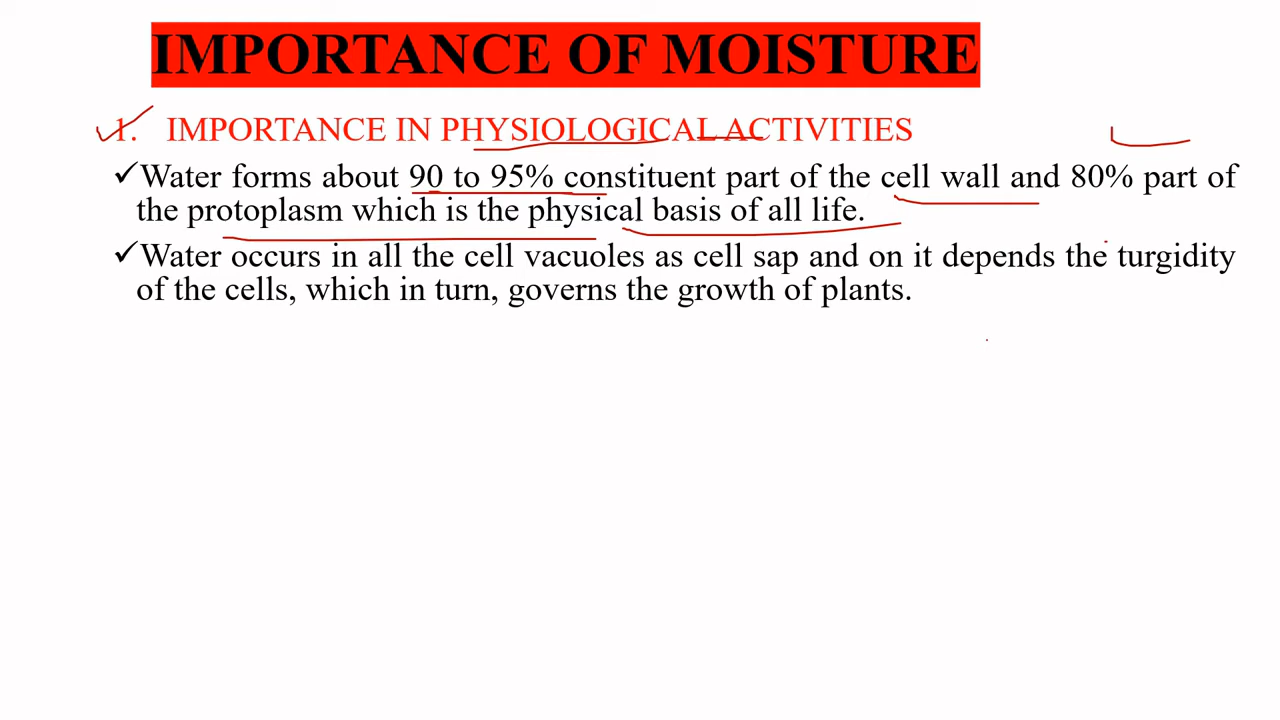 IMPORTANCE OF MOISTURE
1. IMPORTANCE IN PHYSIOLOGICAL ACTIVITIES
✓Water forms about 90 to 95% constituent part of the cell wall and 80% part of
the protoplasm which is the physical basis of all life.
✓Water occurs in all the cell vacuoles as cell sap and on it depends the turgidity
of the cells, which in turn, governs the growth of plants.